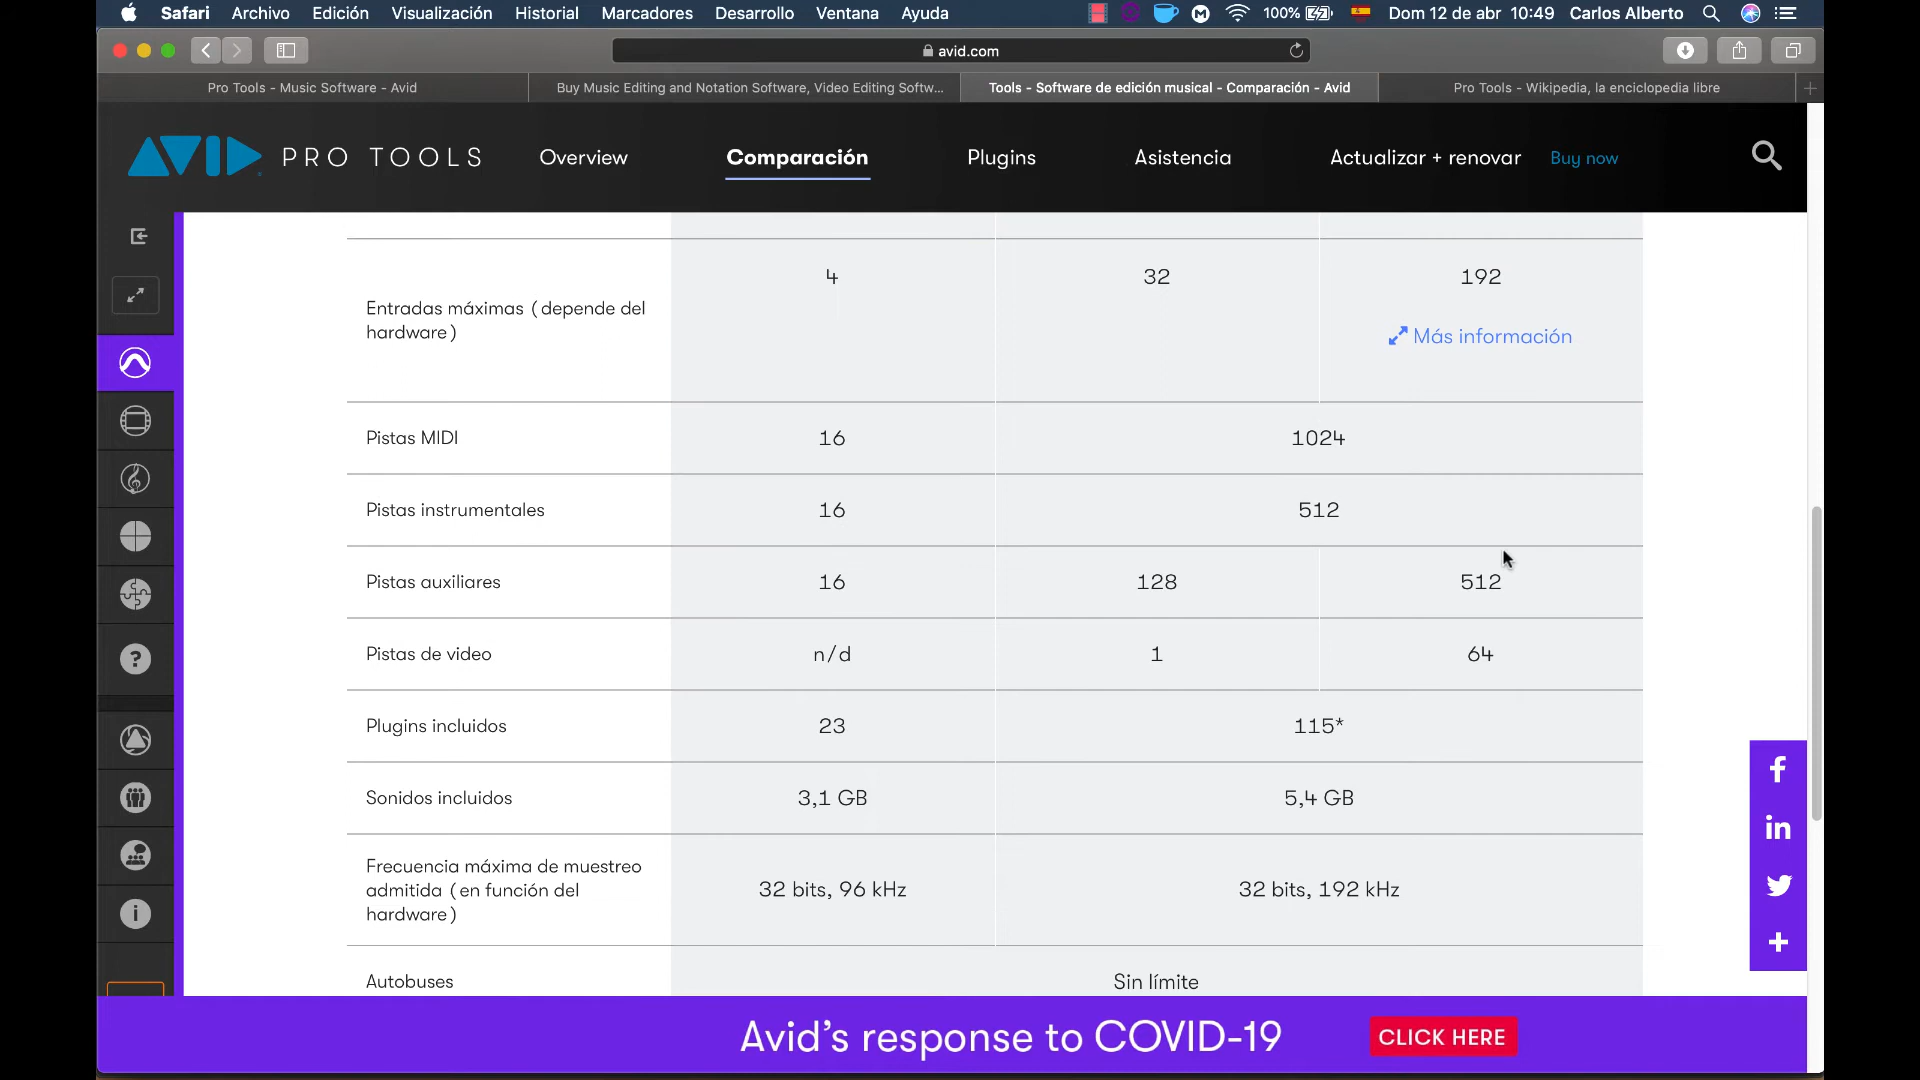 Safari Archivo Edición Visualización Historial Marcadores Desarrollo Ventana Ayuda 100% Dom 12 de abr 10:49 Carlos Alberto
avid.com
Pro Tools - Music Software - Avid
Buy Music Editing and Notation Software, Video Editing Softw...
Tools - Software de edición musical - Comparación - Avid
Pro Tools - Wikipedia, la enciclopedia libre
AVID PRO TOOLS Overview Comparación Plugins Asistencia Actualizar + renovar Buy now
Entradas máximas (depende del
hardware)
4 32 192
Más información
Pistas MIDI 16 1024
Pistas instrumentales 16 512
Pistas auxiliares 16 128 512
Pistas de video n/d 1 64
Plugins incluidos 23 115*
Sonidos incluidos 3,1 GB 5,4 GB
Frecuencia máxima de muestreo
admitida (en función del
hardware)
32 bits, 96 kHz 32 bits, 192 kHz
Autobuses Sin límite
Avid's response to COVID-19 CLICK HERE